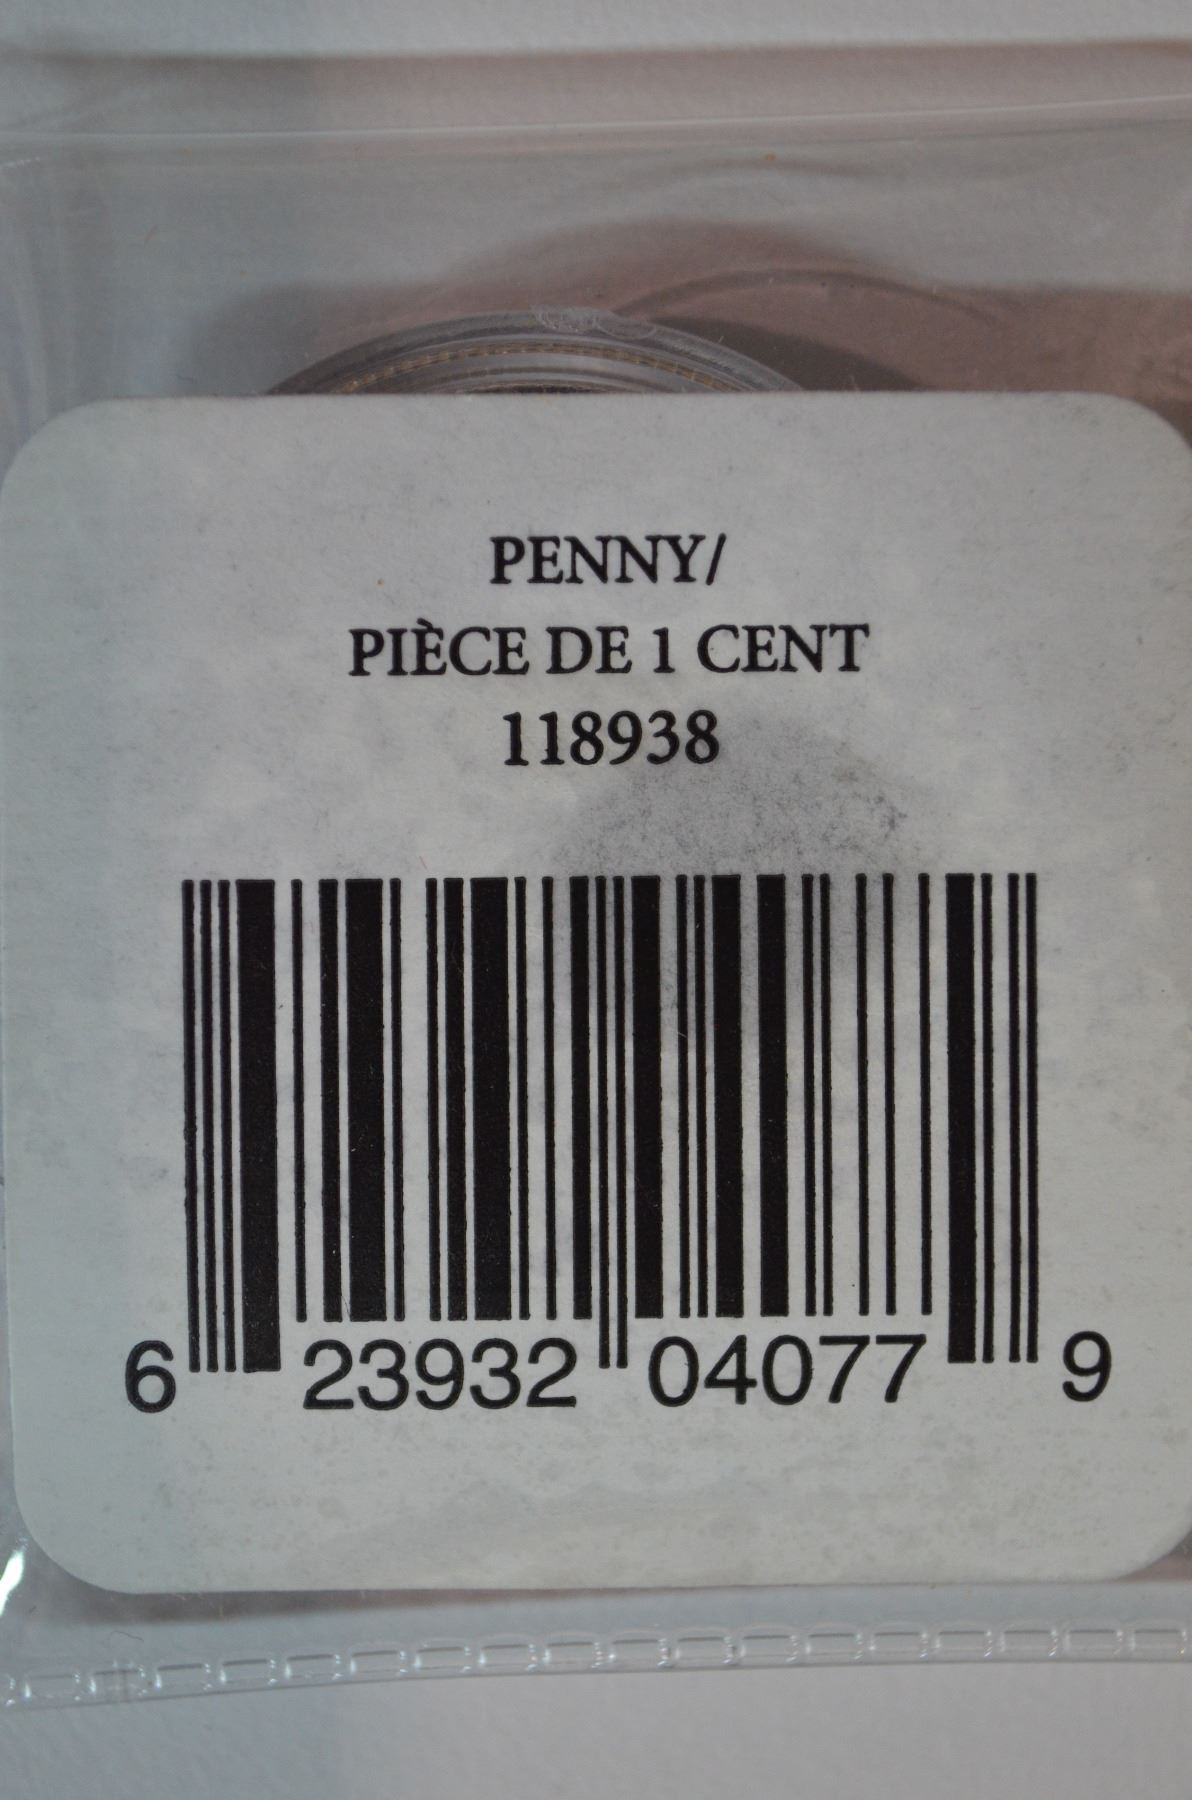 PENNY/
PIÈCE DE 1 CENT
118938
6 23932 04077 9